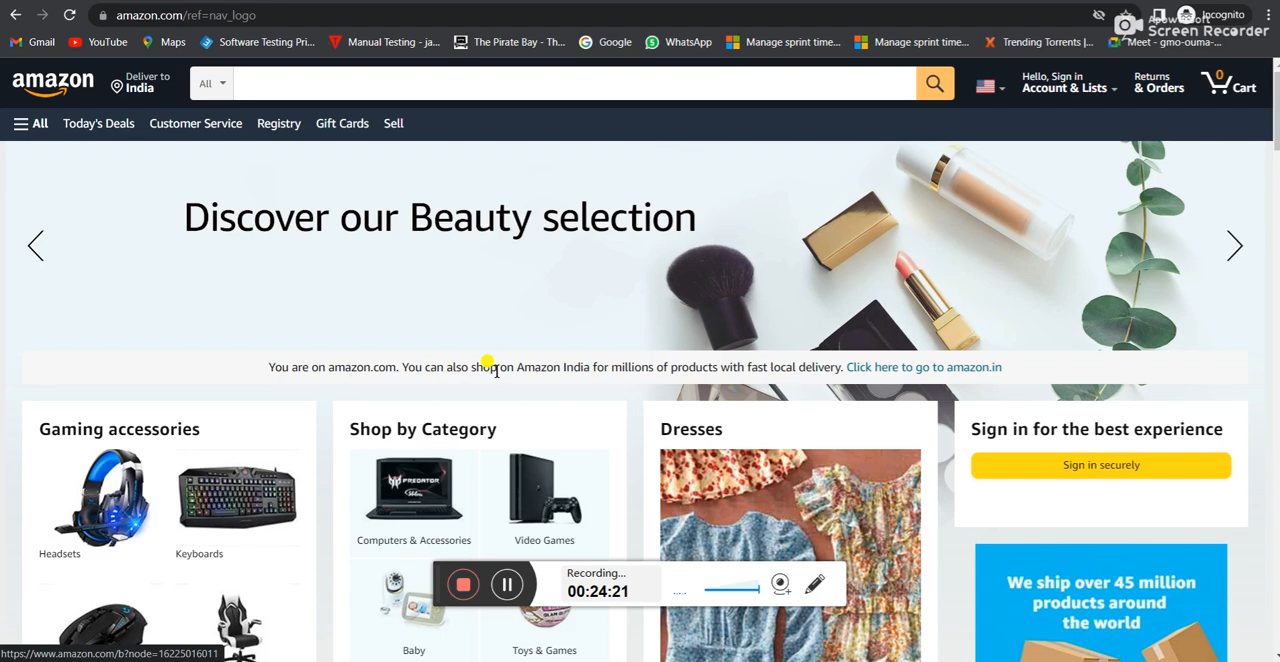 amazon.com/ref=nav_logo
Incognito
Screen Recorder
Gmail
YouTube
Maps
Software Testing Pri...
Manual Testing - ja...
The Pirate Bay - Th...
Google
WhatsApp
Manage sprint time...
Manage sprint time...
Trending Torrents |...
Meet - gmo-ouma-...
amazon
Deliver to
India
All
Hello, Sign in
Account & Lists
Returns
& Orders
0
Cart
All
Today's Deals
Customer Service
Registry
Gift Cards
Sell
Discover our Beauty selection
You are on amazon.com. You can also shop on Amazon India for millions of products with fast local delivery. Click here to go to amazon.in
Gaming accessories
Shop by Category
Dresses
Sign in for the best experience
Sign in securely
PREDATOR
Headsets
Keyboards
Computers & Accessories
Video Games
We ship over 45 million
products around
the world
Recording...
00:24:21
Baby
Toys & Games
https://www.amazon.com/b?node=16225016011